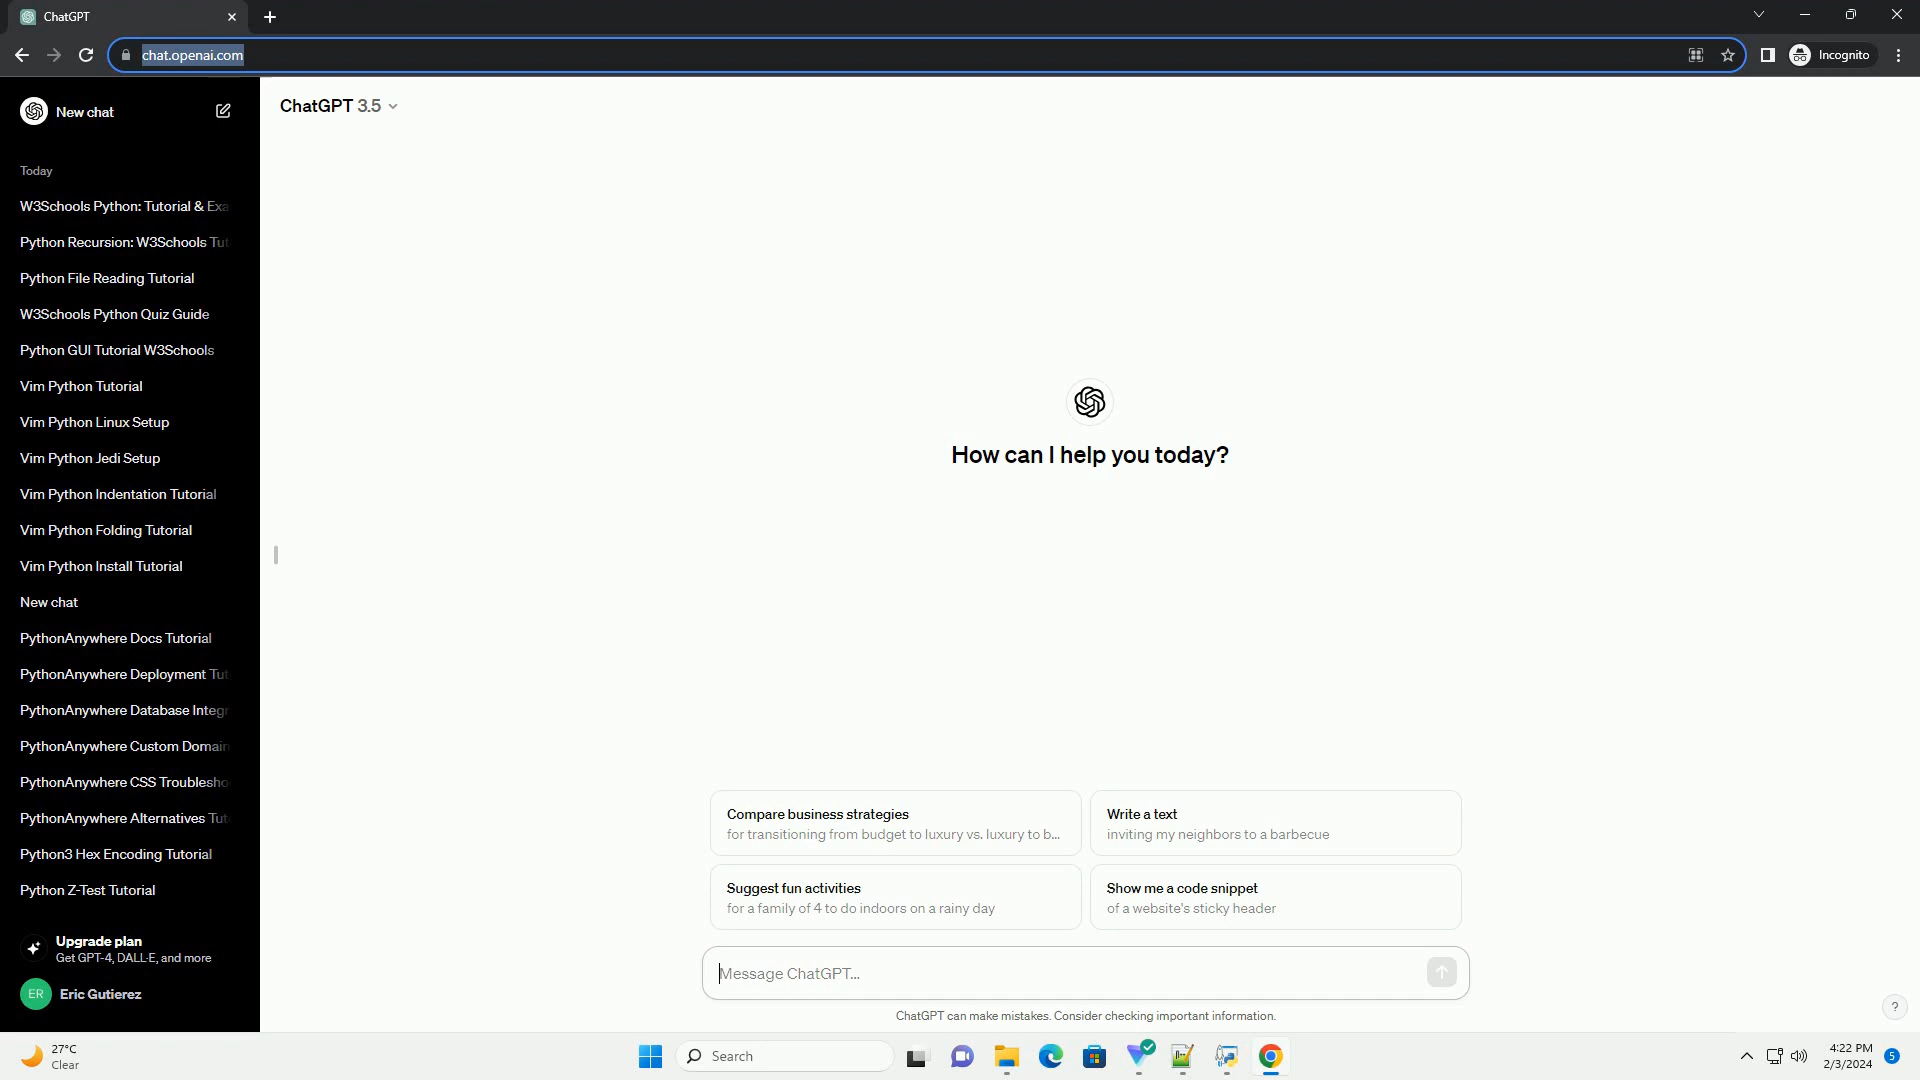 ChatGPT
chat.openai.com
Incognito
New chat
ChatGPT 3.5
Today
W3Schools Python: Tutorial & Exa
Python Recursion: W3Schools Tut
Python File Reading Tutorial
W3Schools Python Quiz Guide
Python GUI Tutorial W3Schools
Vim Python Tutorial
Vim Python Linux Setup
Vim Python Jedi Setup
Vim Python Indentation Tutorial
Vim Python Folding Tutorial
Vim Python Install Tutorial
New chat
PythonAnywhere Docs Tutorial
PythonAnywhere Deployment Tut
PythonAnywhere Database Integr
PythonAnywhere Custom Domain
PythonAnywhere CSS Troublesho
PythonAnywhere Alternatives Tut
Python3 Hex Encoding Tutorial
Python Z-Test Tutorial
Upgrade plan
Get GPT-4, DALL·E, and more
ER
Eric Gutierez
How can I help you today?
Compare business strategies
for transitioning from budget to luxury vs. luxury to b...
Write a text
inviting my neighbors to a barbecue
Suggest fun activities
for a family of 4 to do indoors on a rainy day
Show me a code snippet
of a website's sticky header
Message ChatGPT...
ChatGPT can make mistakes. Consider checking important information.
?
27°C
Clear
Search
4:22 PM
2/3/2024
5